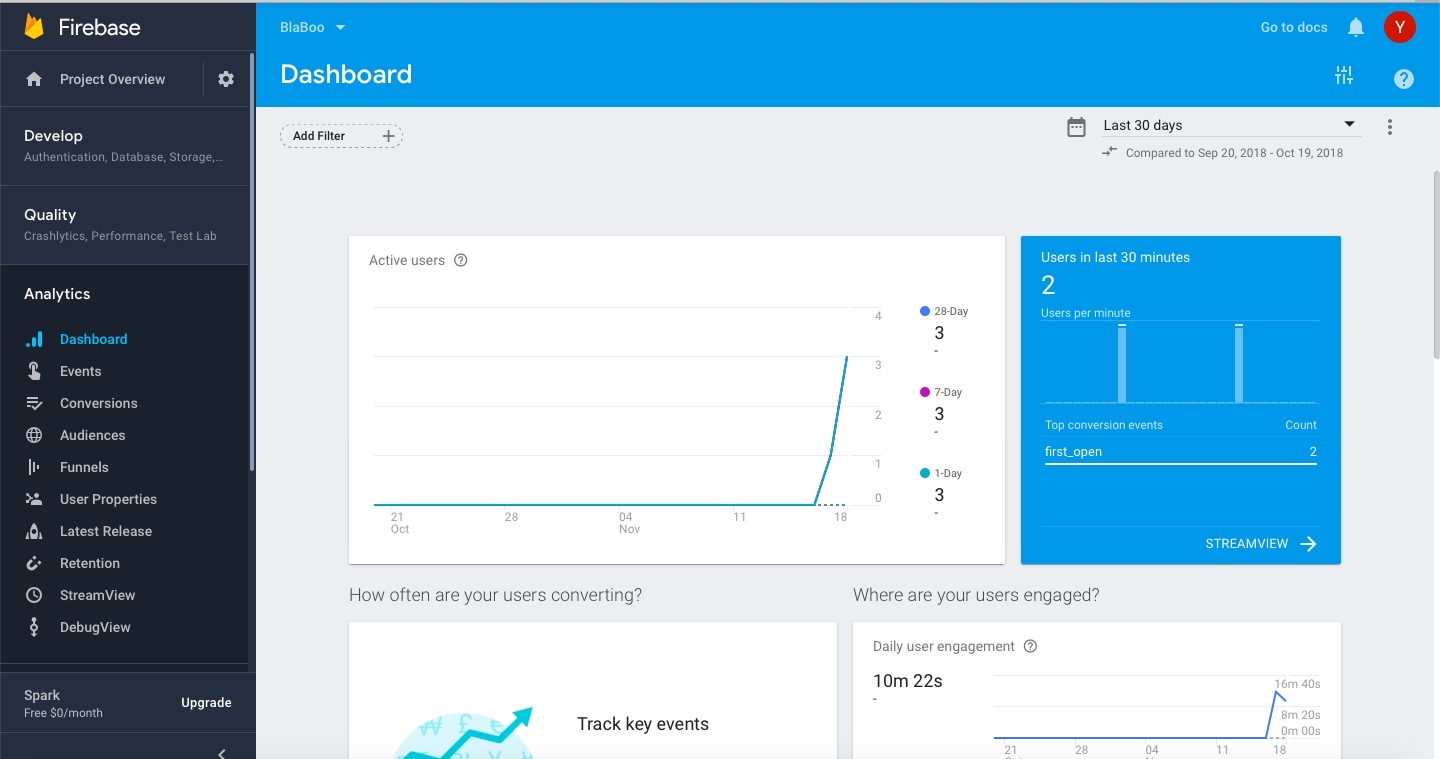 Firebase
Project Overview
Develop
Authentication, Database, Storage,...
Quality
Crashlytics, Performance, Test Lab
Analytics
Dashboard
Events
Conversions
Audiences
Funnels
User Properties
Latest Release
Retention
StreamView
DebugView
Spark
Free $0/month
Upgrade
BlaBoo
Go to docs
Y
Dashboard
Add Filter
Last 30 days
Compared to Sep 20, 2018 - Oct 19, 2018
Active users
4
3
2
1
0
21 28 04 11 18
Oct Nov
28-Day
3
-
7-Day
3
-
1-Day
3
-
Users in last 30 minutes
2
Users per minute
Top conversion events Count
first_open 2
STREAMVIEW
How often are your users converting?
Track key events
₩ £ €
Where are your users engaged?
Daily user engagement
10m 22s
-
16m 40s
8m 20s
0m 00s
21 28 04 11 18